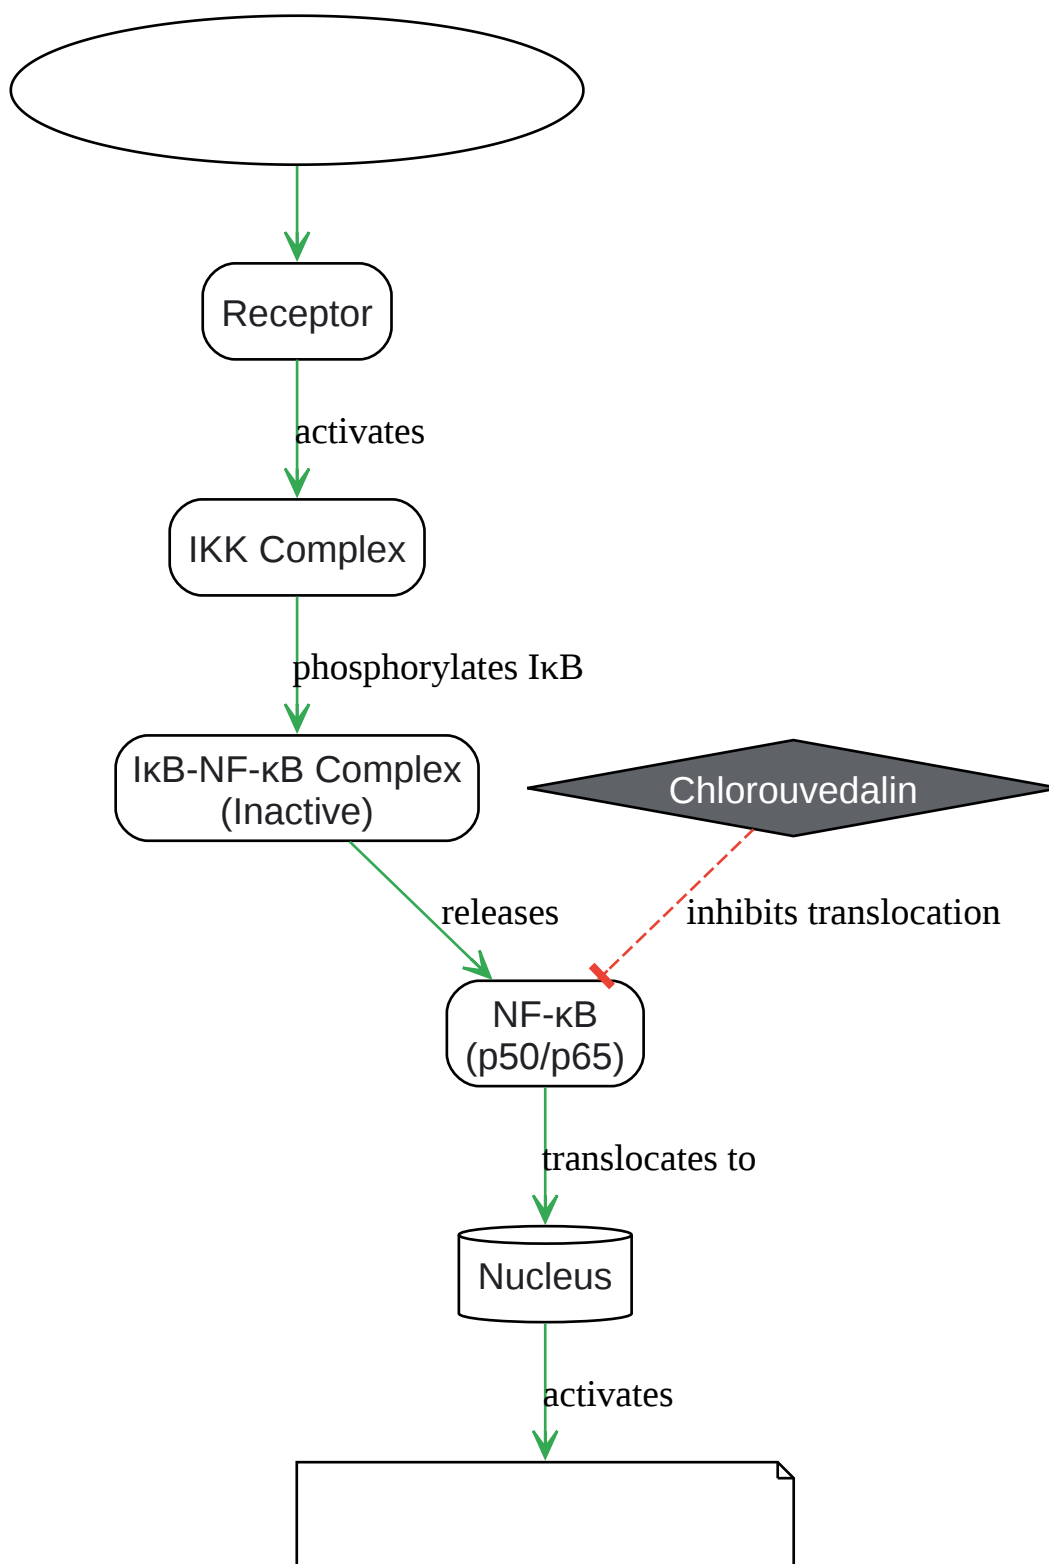 Receptor
activates
IKK Complex
phosphorylates IκB
IκB-NF-κB Complex
(Inactive)
Chlorouvedalin
releases
inhibits translocation
NF-κB
(p50/p65)
translocates to
Nucleus
activates